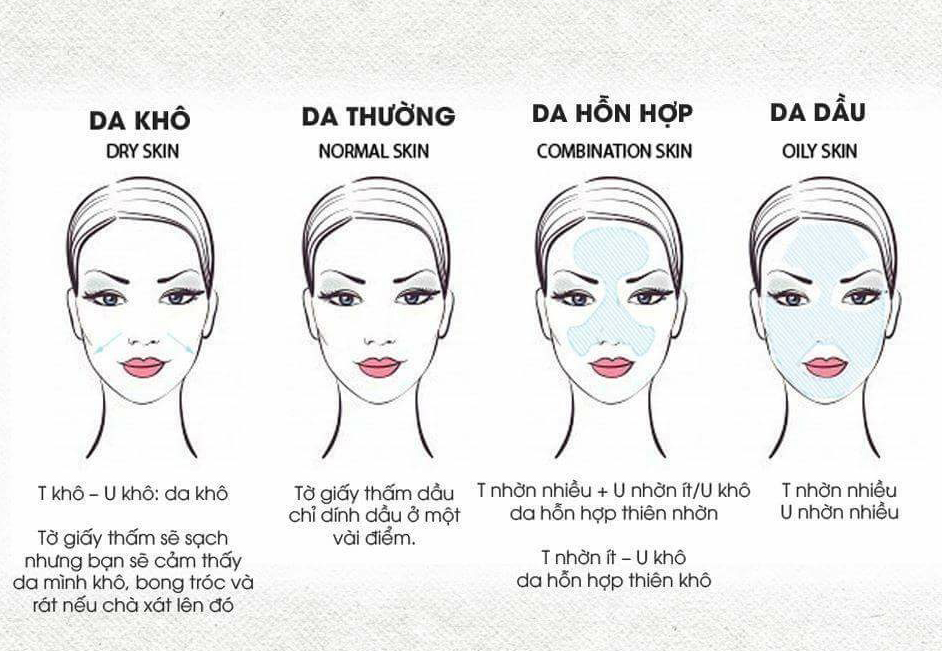 DA KHÔ
DRY SKIN
T khô – U khô: da khô
Tờ giấy thấm sẽ sạch
nhưng bạn sẽ cảm thấy
da mình khô, bong tróc và
rát nếu chà xát lên đó
DA THƯỜNG
NORMAL SKIN
Tờ giấy thấm dầu
chỉ dính dầu ở một
vài điểm.
DA HỖN HỢP
COMBINATION SKIN
T nhờn nhiều + U nhờn ít/U khô
da hỗn hợp thiên nhờn
T nhờn ít – U khô
da hỗn hợp thiên khô
DA DẦU
OILY SKIN
T nhờn nhiều
U nhờn nhiều